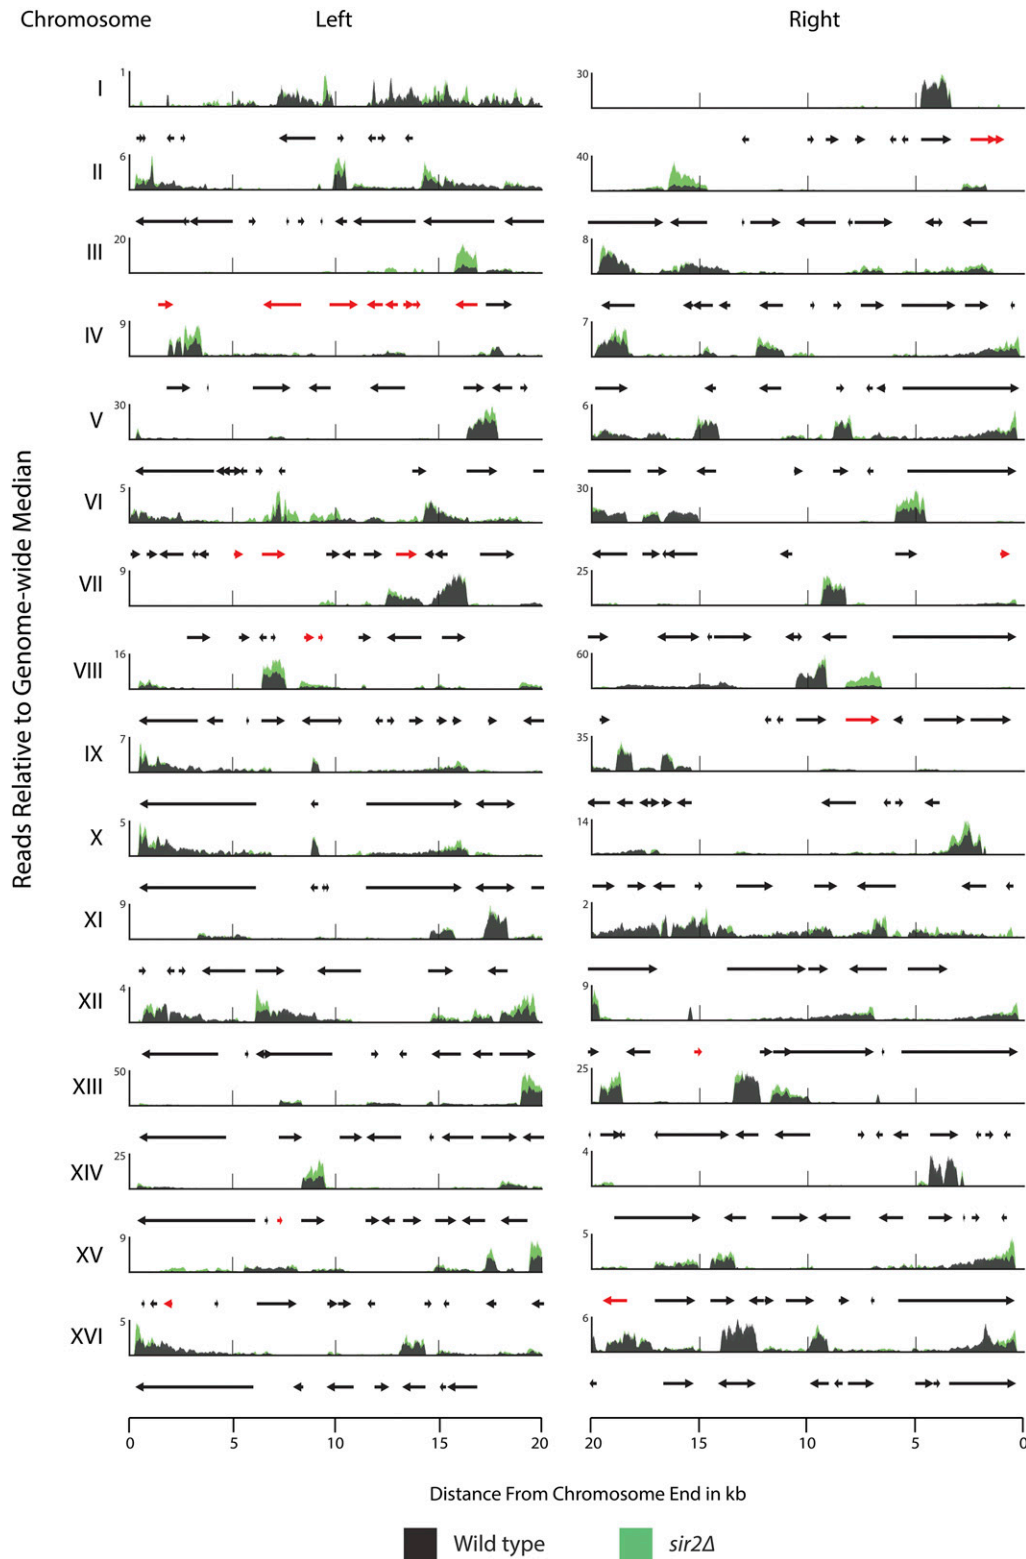 Chromosome Left Right
I 1 30
II 6 40
III 20 8
IV 9 7
V 30 6
Reads Relative to Genome-wide Median
VI 5 30
VII 9 25
VIII 16 60
IX 7 35
X 5 14
XI 9 2
XII 4 9
XIII 50 25
XIV 25 4
XV 9 5
XVI 5 6
0 5 10 15 20 20 15 10 5 0
Distance From Chromosome End in kb
Wild type sir2Δ